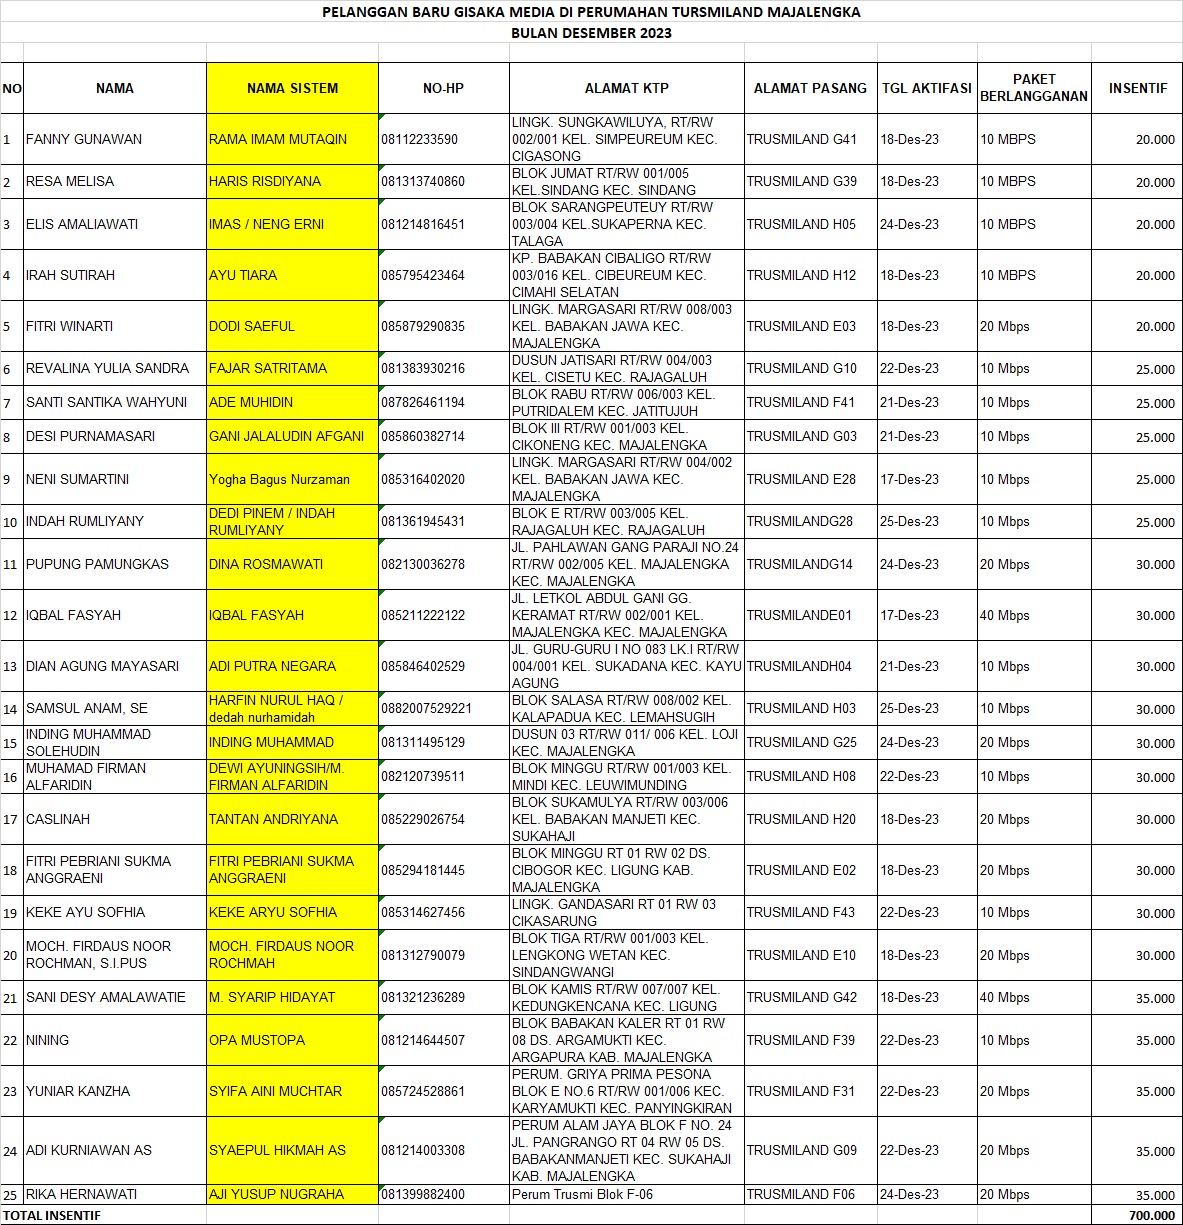 PELANGGAN BARU GISAKA MEDIA DI PERUMAHAN TURSMILAND MAJALENGKA
BULAN DESEMBER 2023
NO NAMA NAMA SISTEM NO-HP ALAMAT KTP ALAMAT PASANG TGL AKTIFASI PAKET BERLANGGANAN INSENTIF
1 FANNY GUNAWAN RAMA IMAM MUTAQIN 08112233590 LINGK. SUNGKAWILUYA, RT/RW 002/001 KEL. SIMPEUREUM KEC. CIGASONG TRUSMILAND G41 18-Des-23 10 MBPS 20.000
2 RESA MELISA HARIS RISDIYANA 081313740860 BLOK JUMAT RT/RW 001/005 KEL.SINDANG KEC. SINDANG TRUSMILAND G39 18-Des-23 10 MBPS 20.000
3 ELIS AMALIAWATI IMAS / NENG ERNI 081214816451 BLOK SARANGPEUTEUY RT/RW 003/004 KEL.SUKAPERNA KEC. TALAGA TRUSMILAND H05 24-Des-23 10 MBPS 20.000
4 IRAH SUTIRAH AYU TIARA 085795423464 KP. BABAKAN CIBALIGO RT/RW 003/016 KEL. CIBEUREUM KEC. CIMAHI SELATAN TRUSMILAND H12 18-Des-23 10 MBPS 20.000
5 FITRI WINARTI DODI SAEFUL 085879290835 LINGK. MARGASARI RT/RW 008/003 KEL. BABAKAN JAWA KEC. MAJALENGKA TRUSMILAND E03 18-Des-23 20 Mbps 20.000
6 REVALINA YULIA SANDRA FAJAR SATRITAMA 081383930216 DUSUN JATISARI RT/RW 004/003 KEL. CISETU KEC. RAJAGALUH TRUSMILAND G10 22-Des-23 10 Mbps 25.000
7 SANTI SANTIKA WAHYUNI ADE MUHIDIN 087826461194 BLOK RABU RT/RW 006/003 KEL. PUTRIDALEM KEC. JATITUJUH TRUSMILAND F41 21-Des-23 10 Mbps 25.000
8 DESI PURNAMASARI GANI JALALUDIN AFGANI 085860382714 BLOK III RT/RW 001/003 KEL. CIKONENG KEC. MAJALENGKA TRUSMILAND G03 21-Des-23 10 Mbps 25.000
9 NENI SUMARTINI Yogha Bagus Nurzaman 085316402020 LINGK. MARGASARI RT/RW 004/002 KEL. BABAKAN JAWA KEC. MAJALENGKA TRUSMILAND E28 17-Des-23 10 Mbps 25.000
10 INDAH RUMLIYANY DEDI PINEM / INDAH RUMLIYANY 081361945431 BLOK E RT/RW 003/005 KEL. RAJAGALUH KEC. RAJAGALUH TRUSMILANDG28 25-Des-23 10 Mbps 25.000
11 PUPUNG PAMUNGKAS DINA ROSMAWATI 082130036278 JL. PAHLAWAN GANG PARAJI NO.24 RT/RW 002/005 KEL. MAJALENGKA KEC. MAJALENGKA TRUSMILANDG14 24-Des-23 20 Mbps 30.000
12 IQBAL FASYAH IQBAL FASYAH 085211222122 JL. LETKOL ABDUL GANI GG. KERAMAT RT/RW 002/001 KEL. MAJALENGKA KEC. MAJALENGKA TRUSMILANDE01 17-Des-23 40 Mbps 30.000
13 DIAN AGUNG MAYASARI ADI PUTRA NEGARA 085846402529 JL. GURU-GURU I NO 083 LK.I RT/RW 004/001 KEL. SUKADANA KEC. KAYU AGUNG TRUSMILANDH04 21-Des-23 10 Mbps 30.000
14 SAMSUL ANAM, SE HARFIN NURUL HAQ / dedah nurhamidah 0882007529221 BLOK SALASA RT/RW 008/002 KEL. KALAPADUA KEC. LEMAHSUGIH TRUSMILAND H03 25-Des-23 10 Mbps 30.000
15 INDING MUHAMMAD SOLEHUDIN INDING MUHAMMAD 081311495129 DUSUN 03 RT/RW 011/ 006 KEL. LOJI KEC. MAJALENGKA TRUSMILAND G25 24-Des-23 20 Mbps 30.000
16 MUHAMAD FIRMAN ALFARIDIN DEWI AYUNINGSIH/M. FIRMAN ALFARIDIN 082120739511 BLOK MINGGU RT/RW 001/003 KEL. MINDI KEC. LEUWIMUNDING TRUSMILAND H08 22-Des-23 10 Mbps 30.000
17 CASLINAH TANTAN ANDRIYANA 085229026754 BLOK SUKAMULYA RT/RW 003/006 KEL. BABAKAN MANJETI KEC. SUKAHAJI TRUSMILAND H20 18-Des-23 20 Mbps 30.000
18 FITRI PEBRIANI SUKMA ANGGRAENI FITRI PEBRIANI SUKMA ANGGRAENI 085294181445 BLOK MINGGU RT 01 RW 02 DS. CIBOGOR KEC. LIGUNG KAB. MAJALENGKA TRUSMILAND E02 18-Des-23 20 Mbps 30.000
19 KEKE AYU SOFHIA KEKE ARYU SOFHIA 085314627456 LINGK. GANDASARI RT 01 RW 03 CIKASARUNG TRUSMILAND F43 22-Des-23 10 Mbps 30.000
20 MOCH. FIRDAUS NOOR ROCHMAN, S.I.PUS MOCH. FIRDAUS NOOR ROCHMAH 081312790079 BLOK TIGA RT/RW 001/003 KEL. LENGKONG WETAN KEC. SINDANGWANGI TRUSMILAND E10 18-Des-23 20 Mbps 30.000
21 SANI DESY AMALAWATIE M. SYARIP HIDAYAT 081321236289 BLOK KAMIS RT/RW 007/007 KEL. KEDUNGKENCANA KEC. LIGUNG TRUSMILAND G42 18-Des-23 40 Mbps 35.000
22 NINING OPA MUSTOPA 081214644507 BLOK BABAKAN KALER RT 01 RW 08 DS. ARGAMUKTI KEC. ARGAPURA KAB. MAJALENGKA TRUSMILAND F39 22-Des-23 10 Mbps 35.000
23 YUNIAR KANZHA SYIFA AINI MUCHTAR 085724528861 PERUM. GRIYA PRIMA PESONA BLOK E NO.6 RT/RW 001/006 KEC. KARYAMUKTI KEC. PANYINGKIRAN TRUSMILAND F31 22-Des-23 20 Mbps 35.000
24 ADI KURNIAWAN AS SYAEPUL HIKMAH AS 081214003308 PERUM ALAM JAYA BLOK F NO. 24 JL. PANGRANGO RT 04 RW 05 DS. BABAKANMANJETI KEC. SUKAHAJI KAB. MAJALENGKA TRUSMILAND G09 22-Des-23 20 Mbps 35.000
25 RIKA HERNAWATI AJI YUSUP NUGRAHA 081399882400 Perum Trusmi Blok F-06 TRUSMILAND F06 24-Des-23 20 Mbps 35.000
TOTAL INSENTIF 700.000